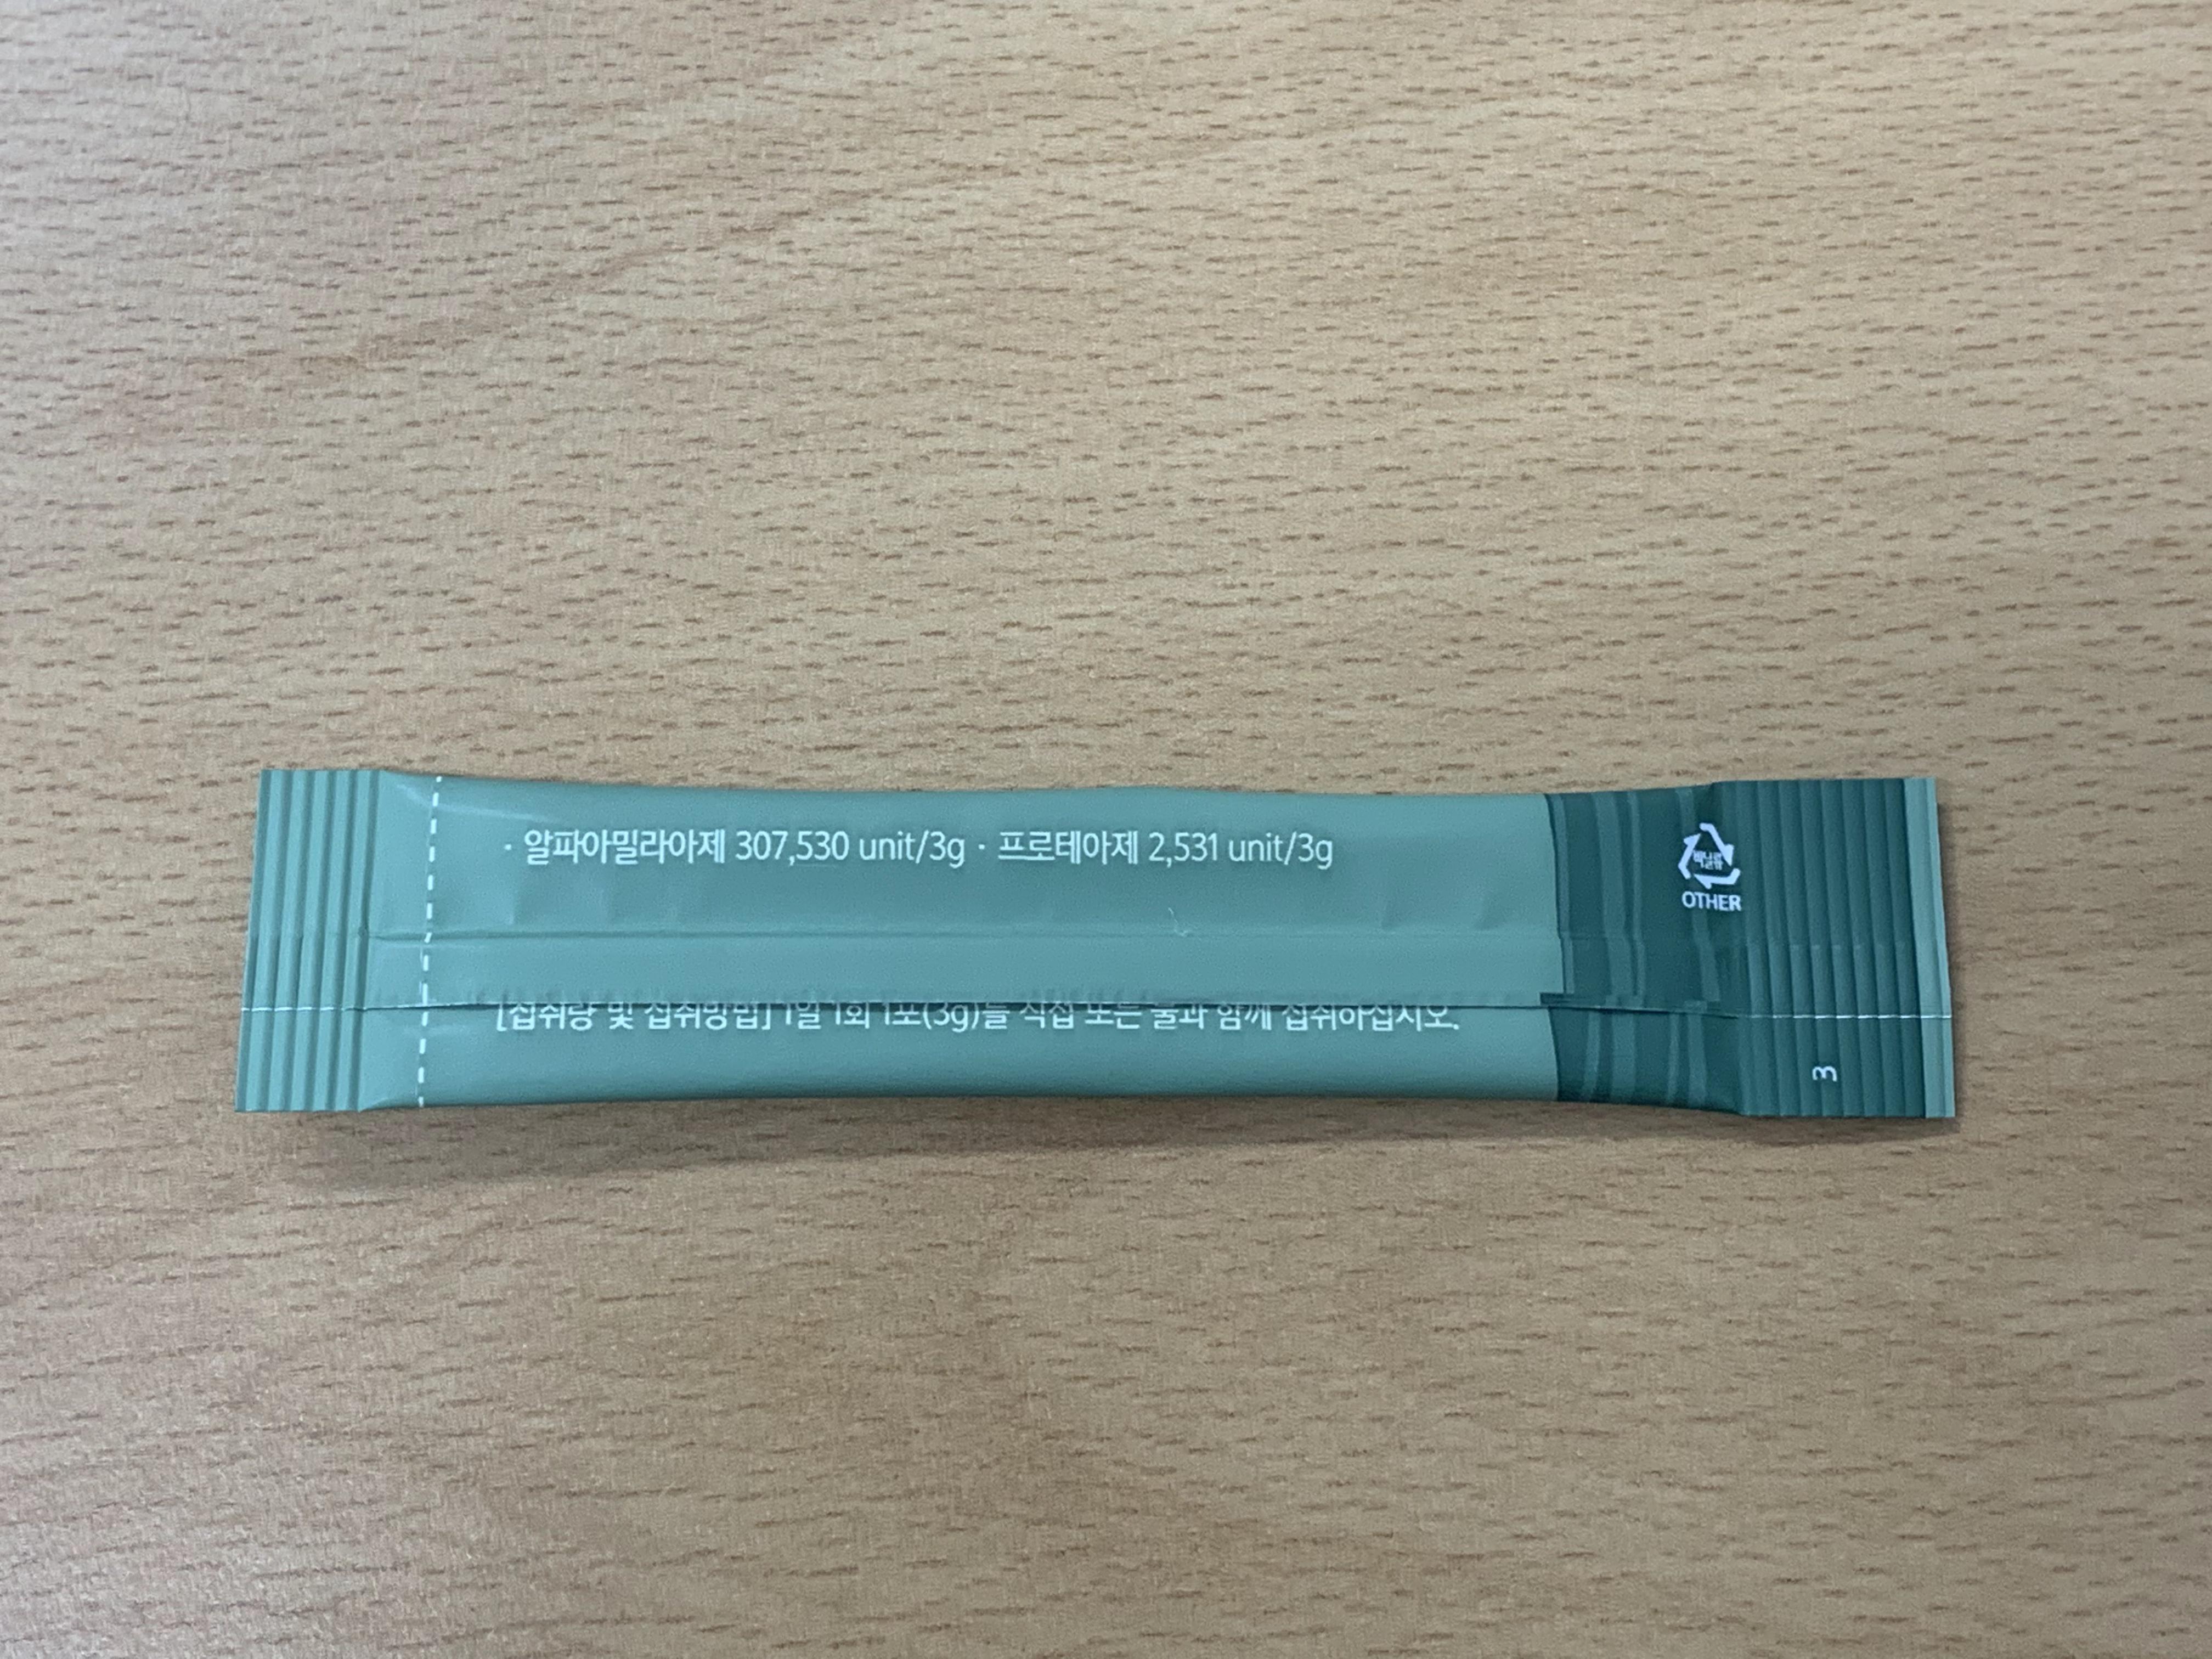 · 알파아밀라아제 307,530 unit/3g · 프로테아제 2,531 unit/3g
[섭취량 및 섭취방법] 1일 1회 1포(3g)를 직접 또는 물과 함께 섭취하십시오.
OTHER
3